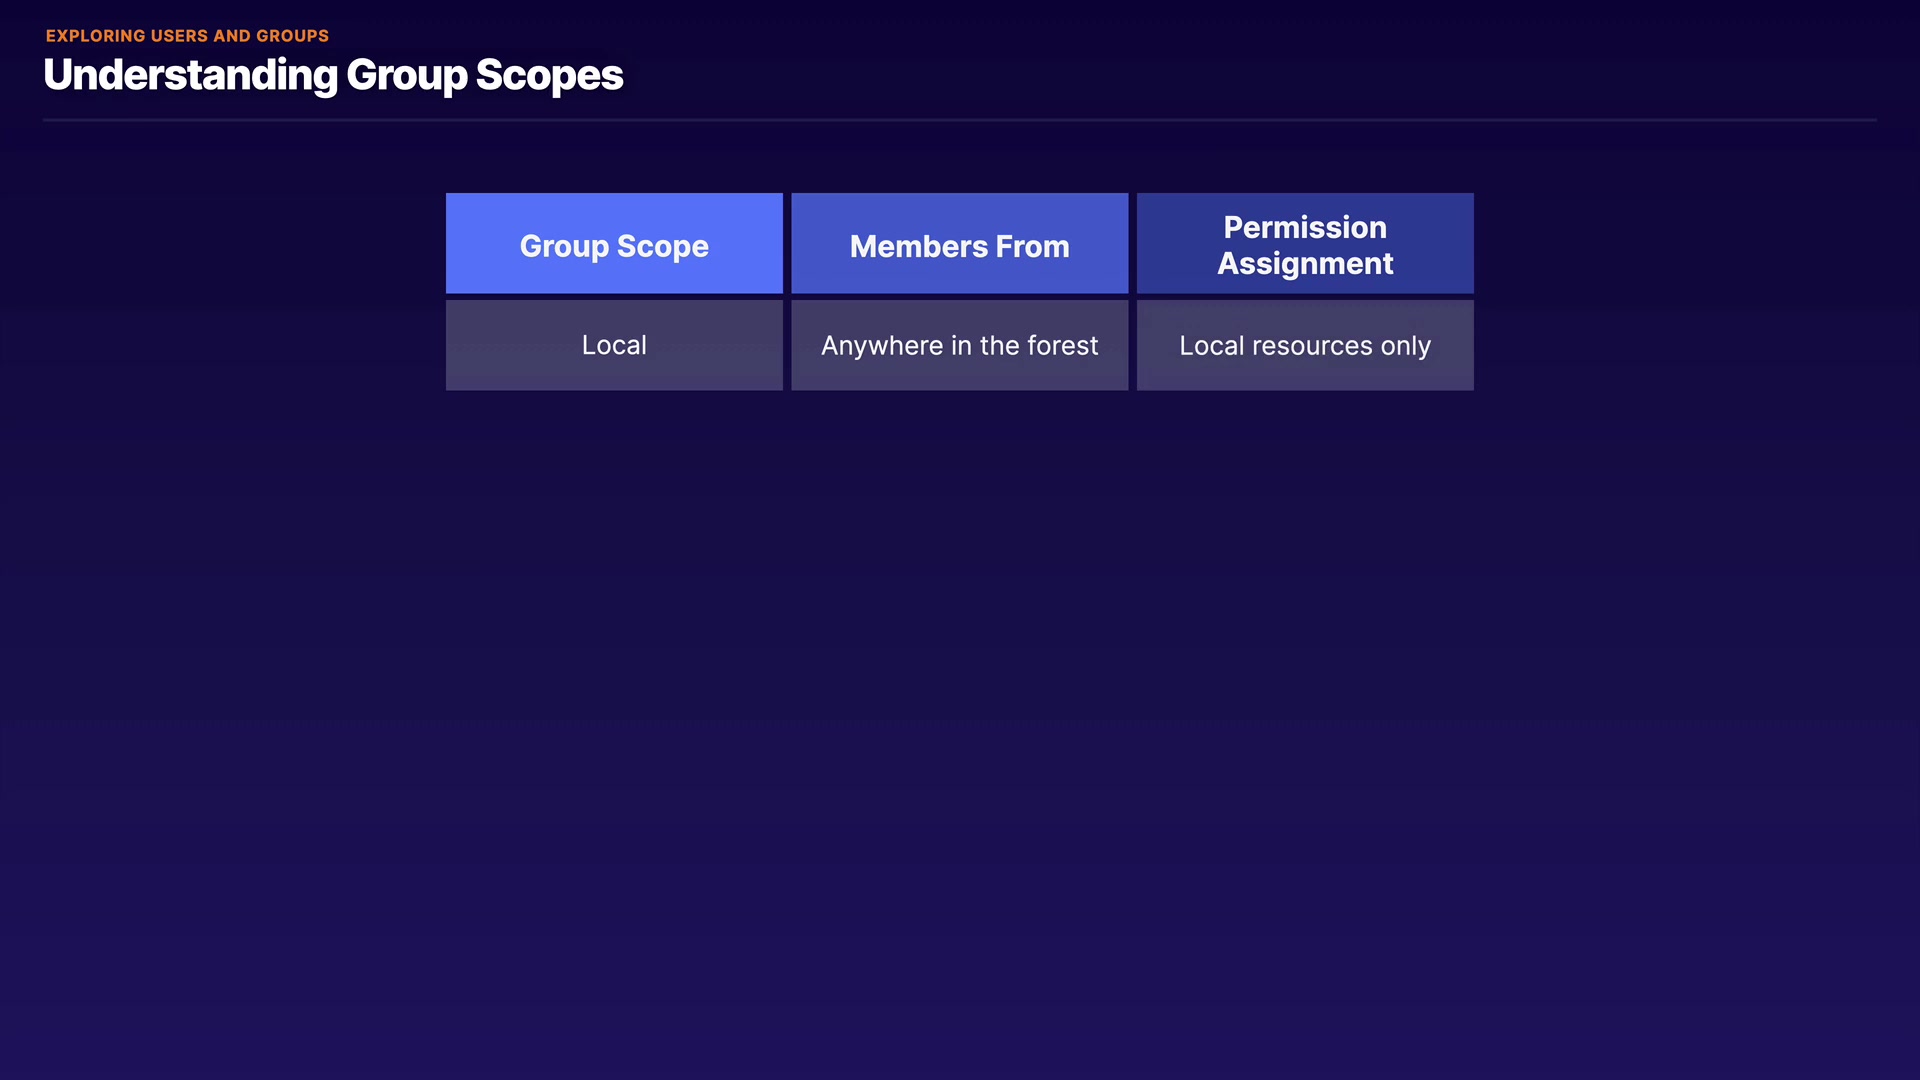 EXPLORING USERS AND GROUPS
Understanding Group Scopes
Group Scope
Members From
Permission
Assignment
Local
Anywhere in the forest
Local resources only